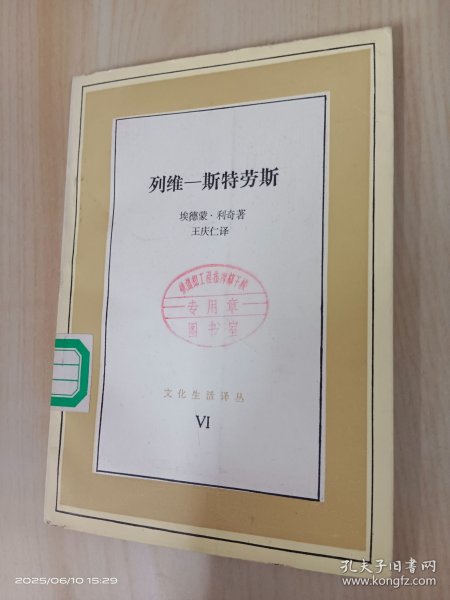 列维—斯特劳斯
埃德蒙·利奇著
王庆仁译
专用章
图书室
文化生活译丛
VI
2025/06/10 15:29
孔夫子旧书网
www.kongfz.com